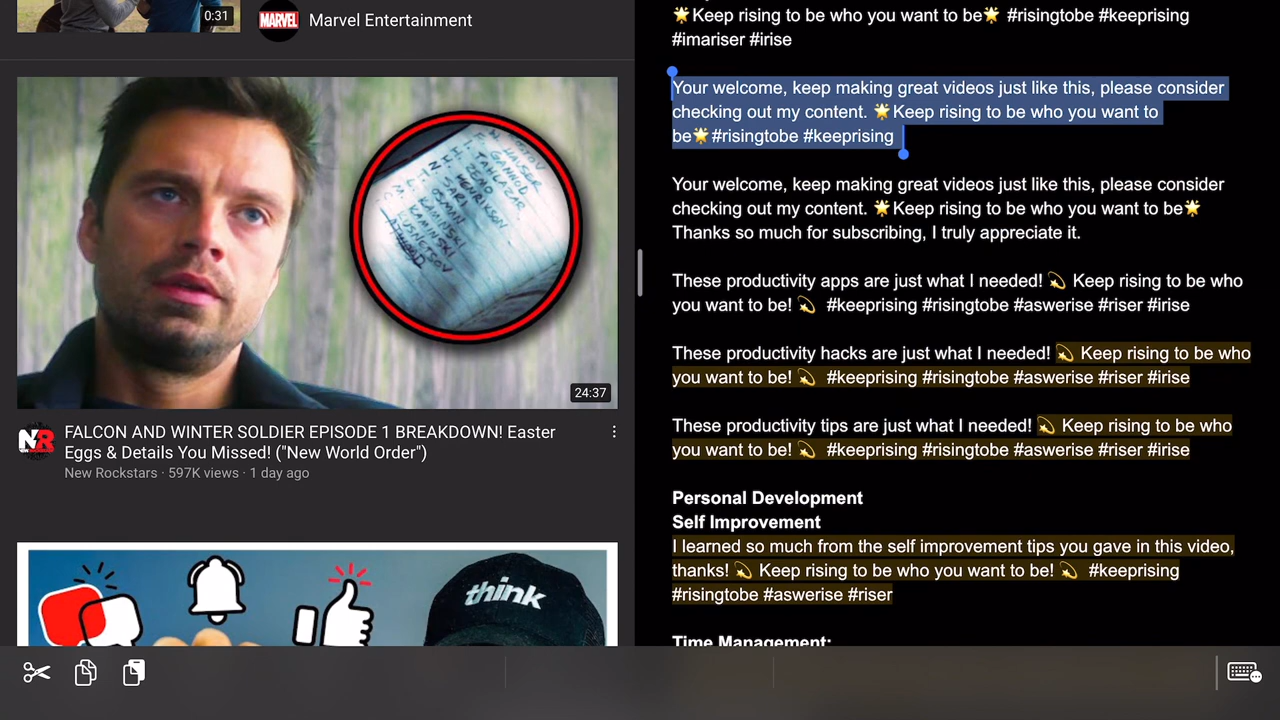 0:31
MARVEL
Marvel Entertainment
24:37
NR
FALCON AND WINTER SOLDIER EPISODE 1 BREAKDOWN! Easter
Eggs & Details You Missed! ("New World Order")
New Rockstars · 597K views · 1 day ago
think
🌟Keep rising to be who you want to be🌟 #risingtobe #keeprising
#imariser #irise
Your welcome, keep making great videos just like this, please consider
checking out my content. 🌟Keep rising to be who you want to
be🌟#risingtobe #keeprising
Your welcome, keep making great videos just like this, please consider
checking out my content. 🌟Keep rising to be who you want to be🌟
Thanks so much for subscribing, I truly appreciate it.
These productivity apps are just what I needed! 💫 Keep rising to be who
you want to be! 💫 #keeprising #risingtobe #aswerise #riser #irise
These productivity hacks are just what I needed! 💫 Keep rising to be who
you want to be! 💫 #keeprising #risingtobe #aswerise #riser #irise
These productivity tips are just what I needed! 💫 Keep rising to be who
you want to be! 💫 #keeprising #risingtobe #aswerise #riser #irise
Personal Development
Self Improvement
I learned so much from the self improvement tips you gave in this video,
thanks! 💫 Keep rising to be who you want to be! 💫 #keeprising
#risingtobe #aswerise #riser
Time Management: